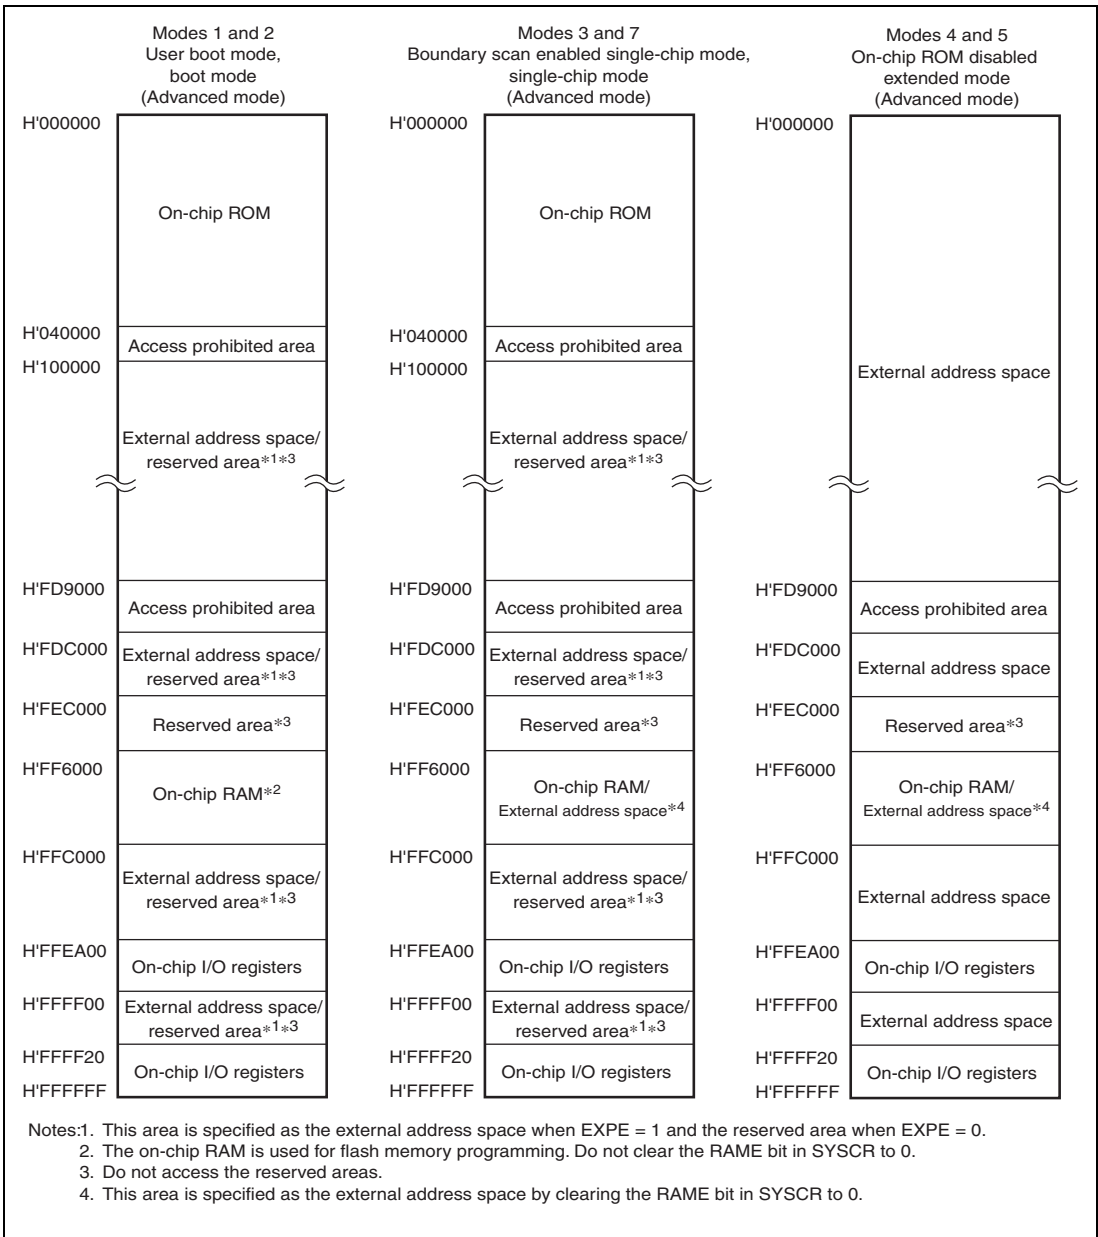 Modes 1 and 2
User boot mode,
boot mode
(Advanced mode)
H'000000
On-chip ROM
H'040000
Access prohibited area
H'100000
External address space/
reserved area*1*3
H'FD9000
Access prohibited area
H'FDC000
External address space/
reserved area*1*3
H'FEC000
Reserved area*3
H'FF6000
On-chip RAM*2
H'FFC000
External address space/
reserved area*1*3
H'FFEA00
On-chip I/O registers
H'FFFF00
External address space/
reserved area*1*3
H'FFFF20
On-chip I/O registers
H'FFFFFF
Modes 3 and 7
Boundary scan enabled single-chip mode,
single-chip mode
(Advanced mode)
H'000000
On-chip ROM
H'040000
Access prohibited area
H'100000
External address space/
reserved area*1*3
H'FD9000
Access prohibited area
H'FDC000
External address space/
reserved area*1*3
H'FEC000
Reserved area*3
H'FF6000
On-chip RAM/
External address space*4
H'FFC000
External address space/
reserved area*1*3
H'FFEA00
On-chip I/O registers
H'FFFF00
External address space/
reserved area*1*3
H'FFFF20
On-chip I/O registers
H'FFFFFF
Modes 4 and 5
On-chip ROM disabled
extended mode
(Advanced mode)
H'000000
External address space
H'FD9000
Access prohibited area
H'FDC000
External address space
H'FEC000
Reserved area*3
H'FF6000
On-chip RAM/
External address space*4
H'FFC000
External address space
H'FFEA00
On-chip I/O registers
H'FFFF00
External address space
H'FFFF20
On-chip I/O registers
H'FFFFFF
Notes:1. This area is specified as the external address space when EXPE = 1 and the reserved area when EXPE = 0.
2. The on-chip RAM is used for flash memory programming. Do not clear the RAME bit in SYSCR to 0.
3. Do not access the reserved areas.
4. This area is specified as the external address space by clearing the RAME bit in SYSCR to 0.